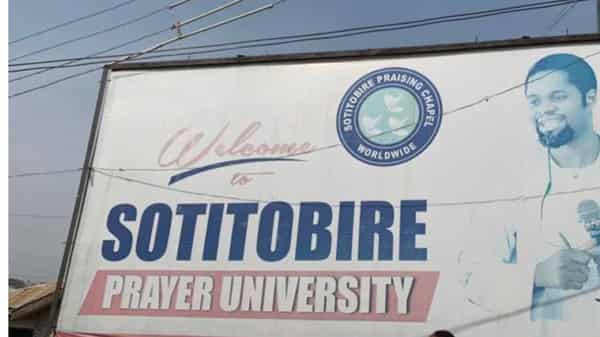 SOTITOBIRE PRAISING CHAPEL
WORLDWIDE
Welcome
to
SOTITOBIRE
PRAYER UNIVERSITY